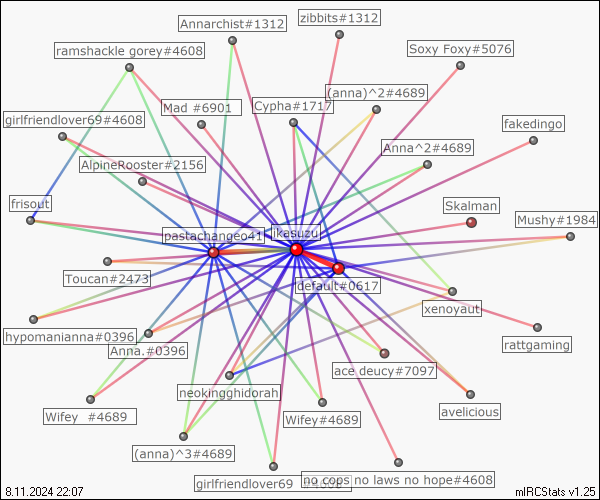 Annarchist#1312
zibbits#1312
ramshackle gorey#4608
Soxy Foxy#5076
(anna)^2#4689
Mad #6901
Cypha#1717
girlfriendlover69#4608
fakedingo
Anna^2#4689
AlpineRooster#2156
frisout
Skalman
Mushy#1984
pastachangeo41
ikasuzu
Toucan#2473
default#0617
xenoyaut
hypomanianna#0396
rattgaming
Anna.#0396
ace_deucy#7097
neokingghidorah
avelicious
Wifey #4689
Wifey#4689
(anna)^3#4689
girlfriendlover69
no cops no laws no hope#4608
8.11.2024 22:07
mIRCStats v1.25